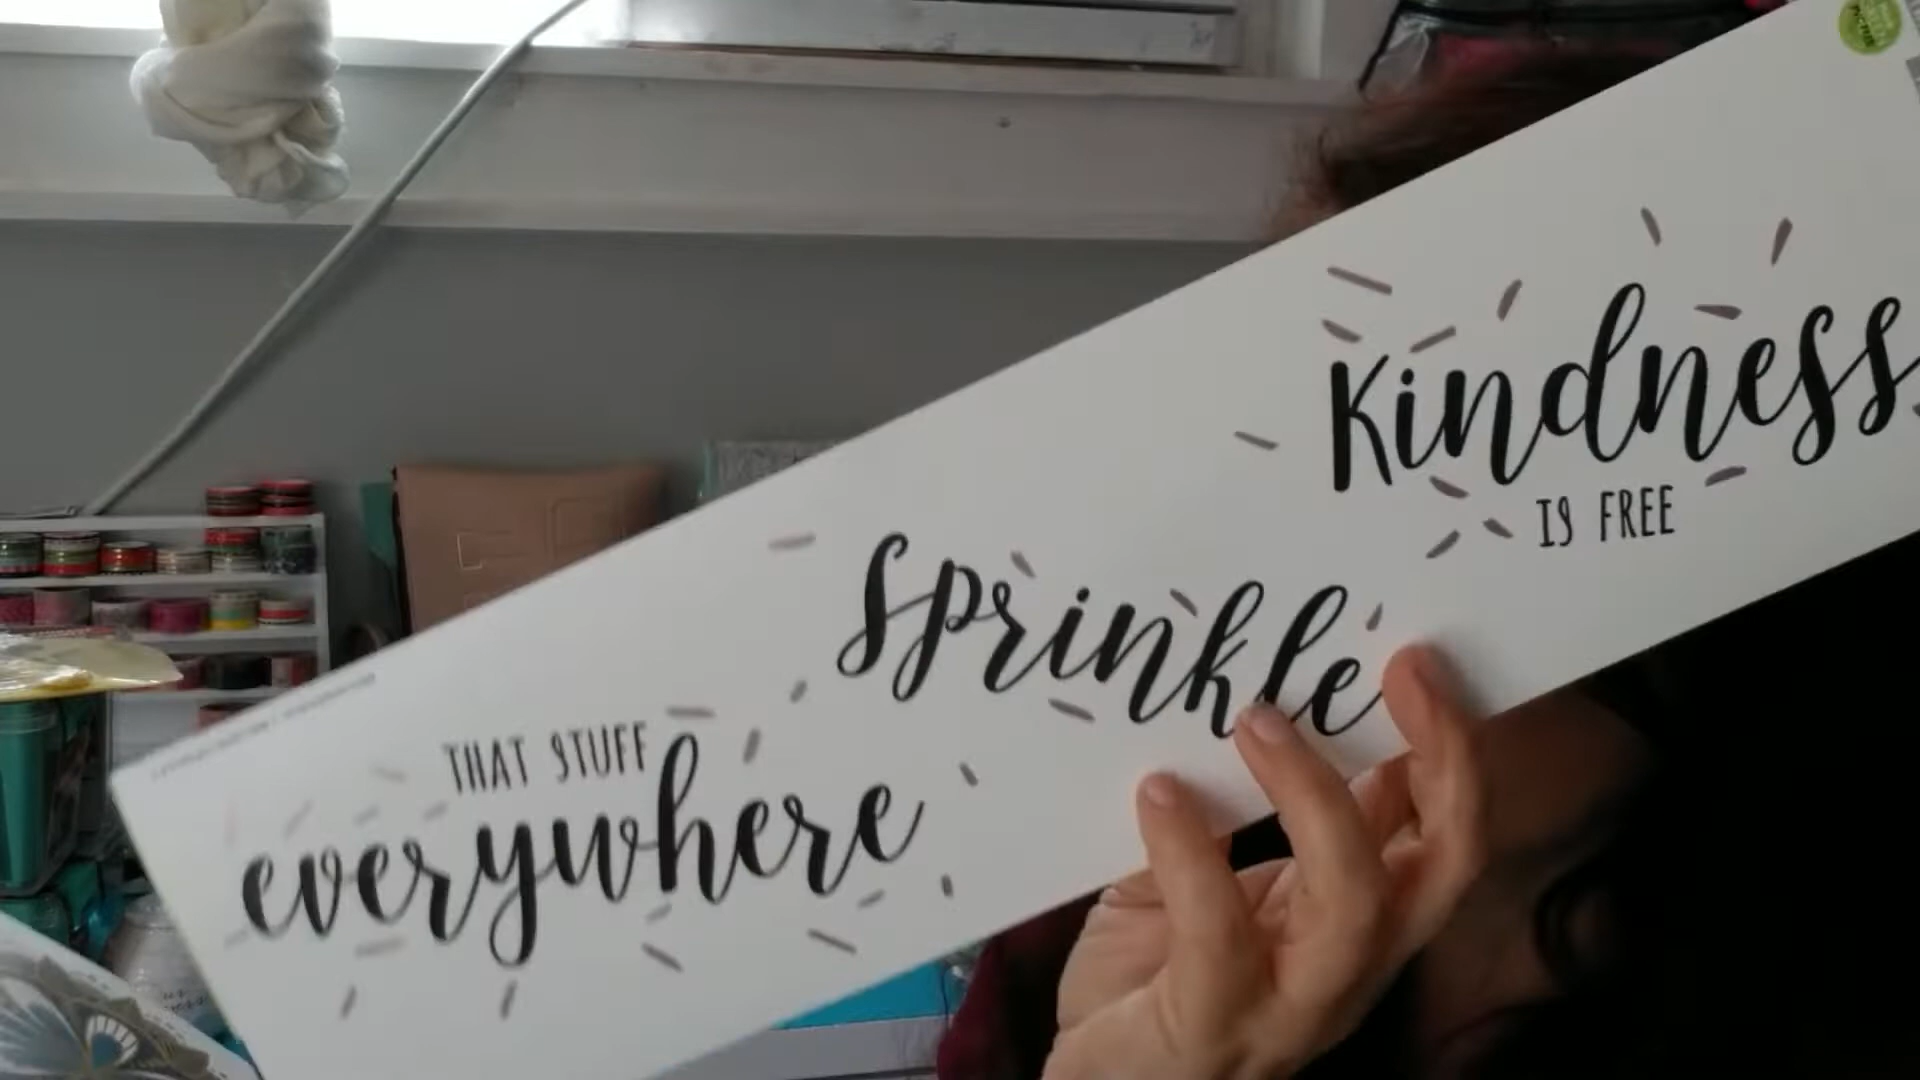 Kindness
IS FREE
Sprinkle
THAT STUFF
everywhere